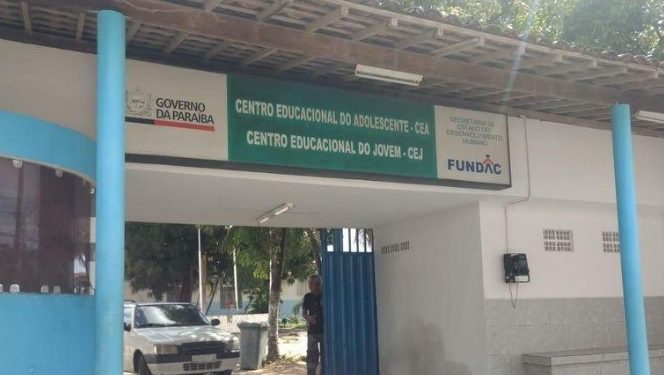 GOVERNO
DA PARAÍBA
CENTRO EDUCACIONAL DO ADOLESCENTE - CEA
CENTRO EDUCACIONAL DO JOVEM - CEJ
SECRETARIA DE
ESTADO DO
DESENVOLVIMENTO
HUMANO
FUNDAC